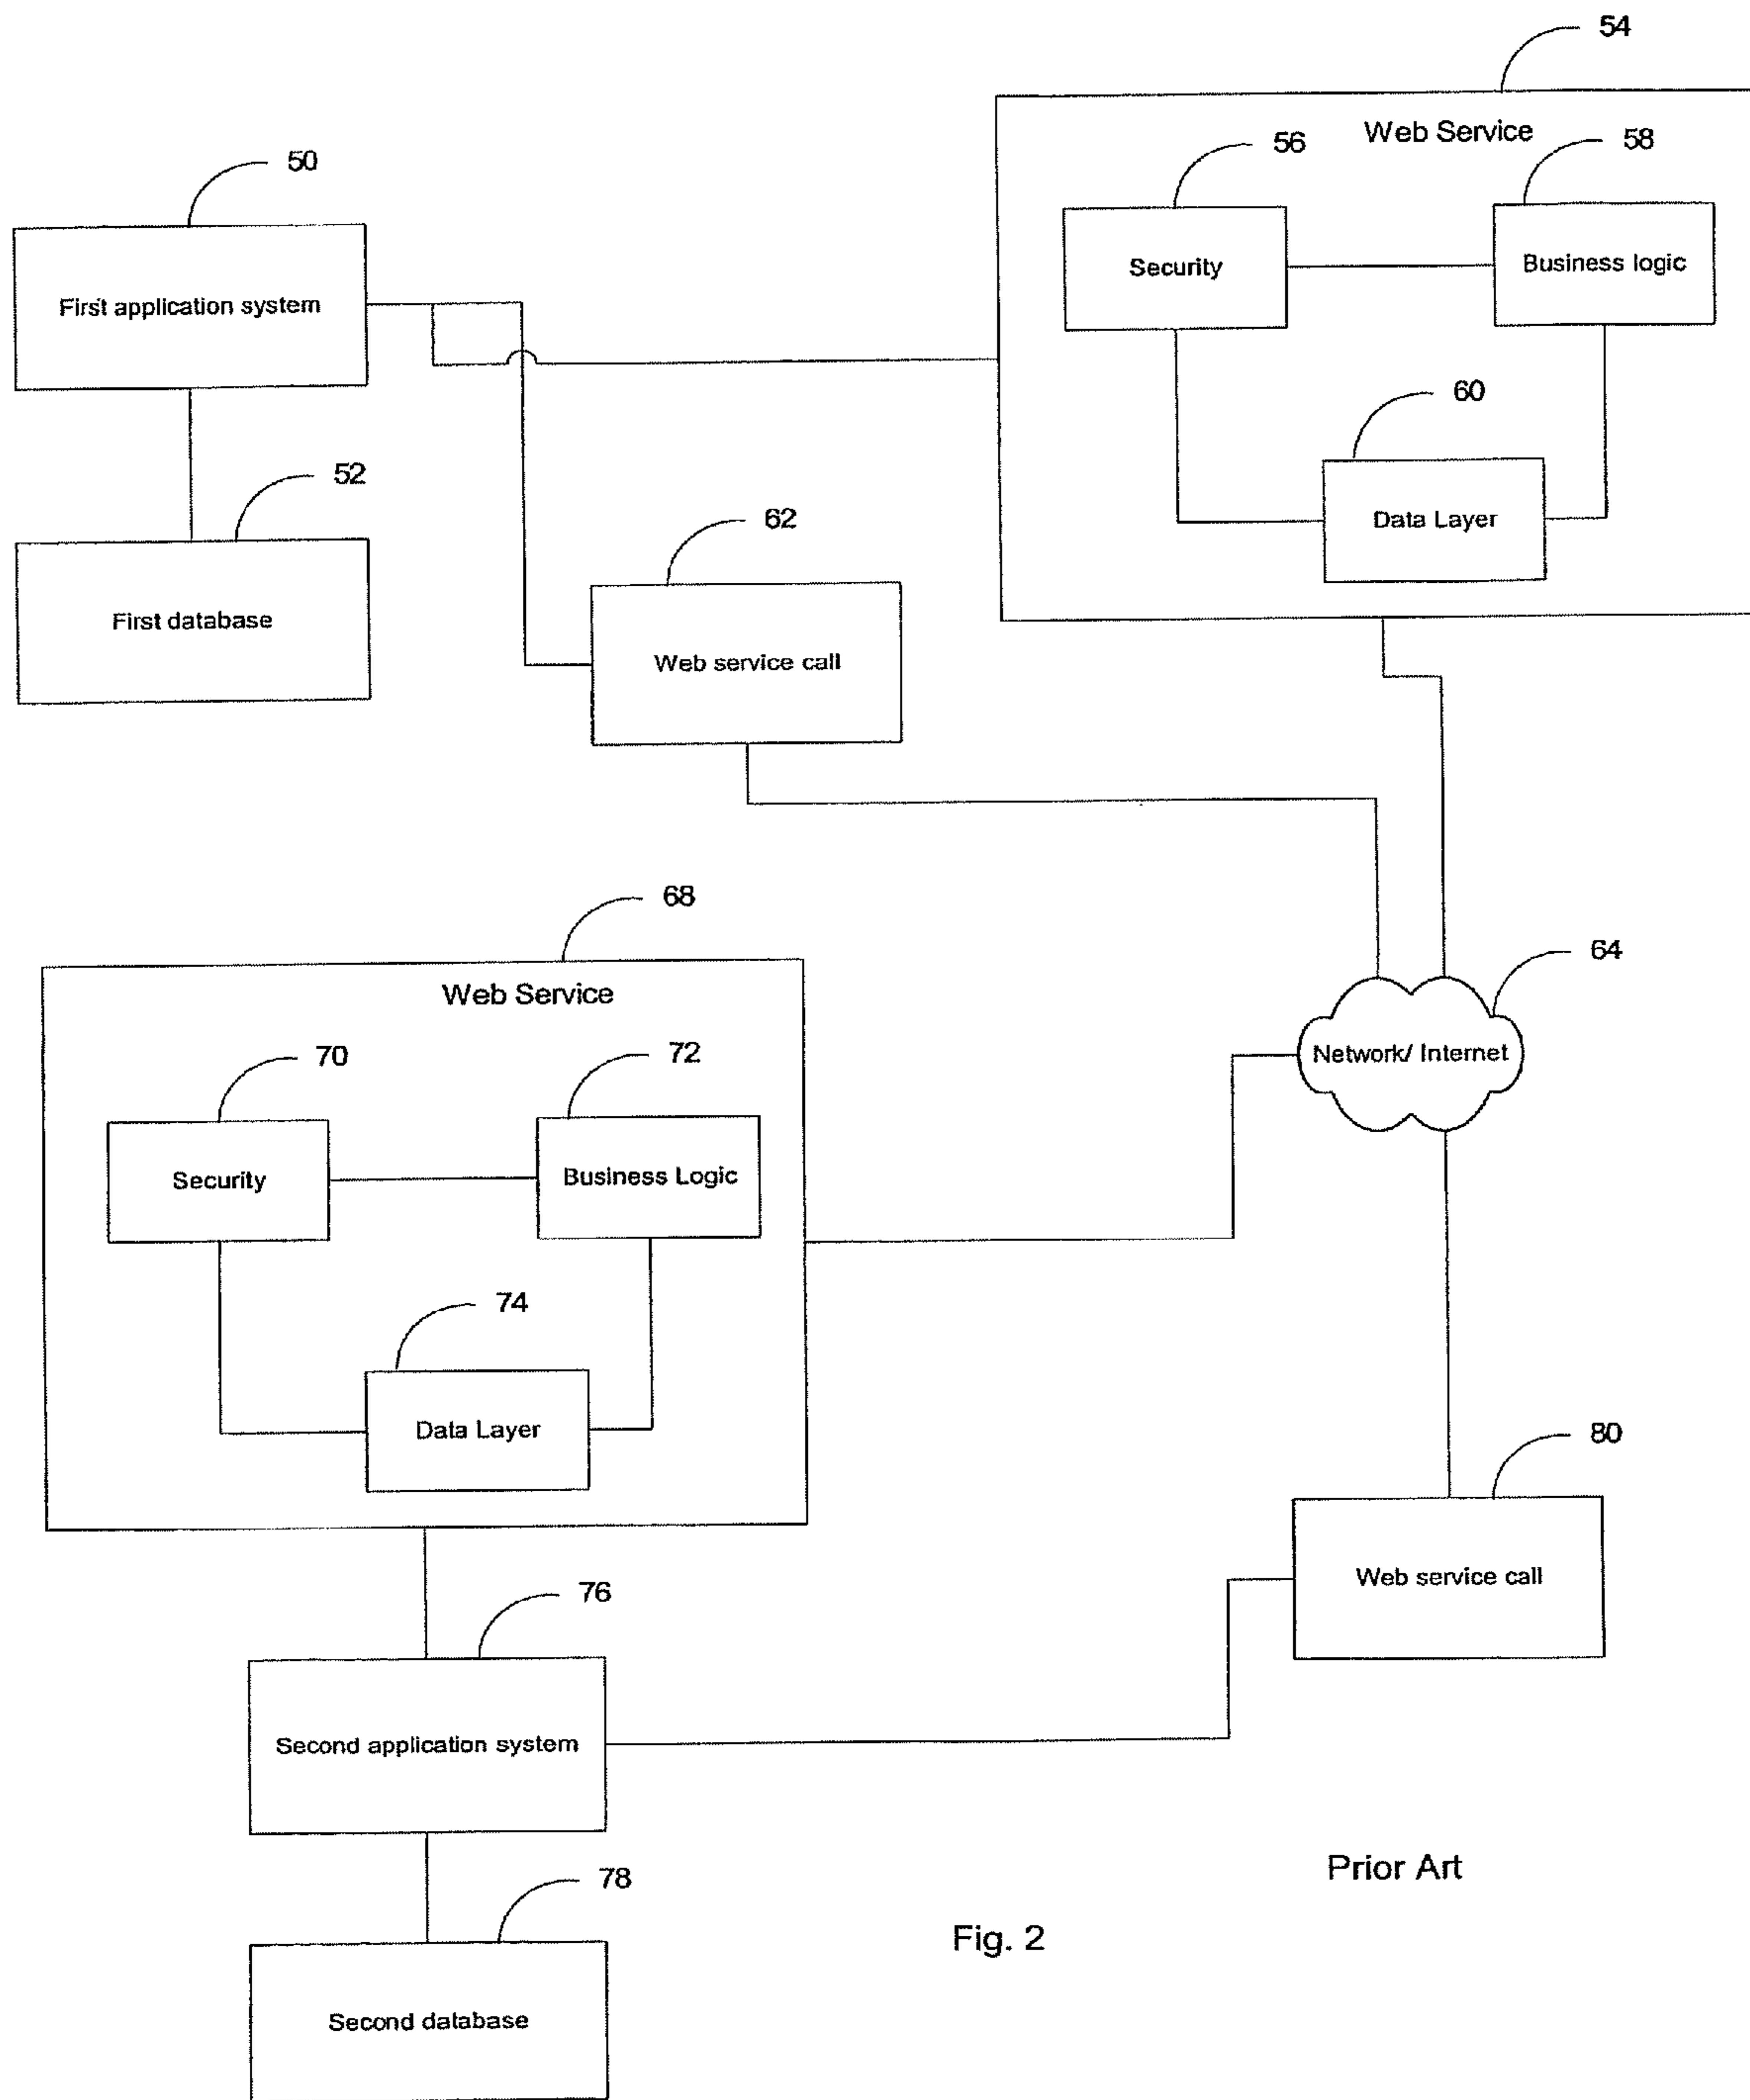 54
Web Service
56
58
50
Security
Business logic
First application system
60
52
62
Data Layer
First database
Web service call
68
64
Web Service
Network/ Internet
70
72
Security
Business Logic
74
Data Layer
80
Web service call
76
Second application system
Prior Art
78
Fig. 2
Second database